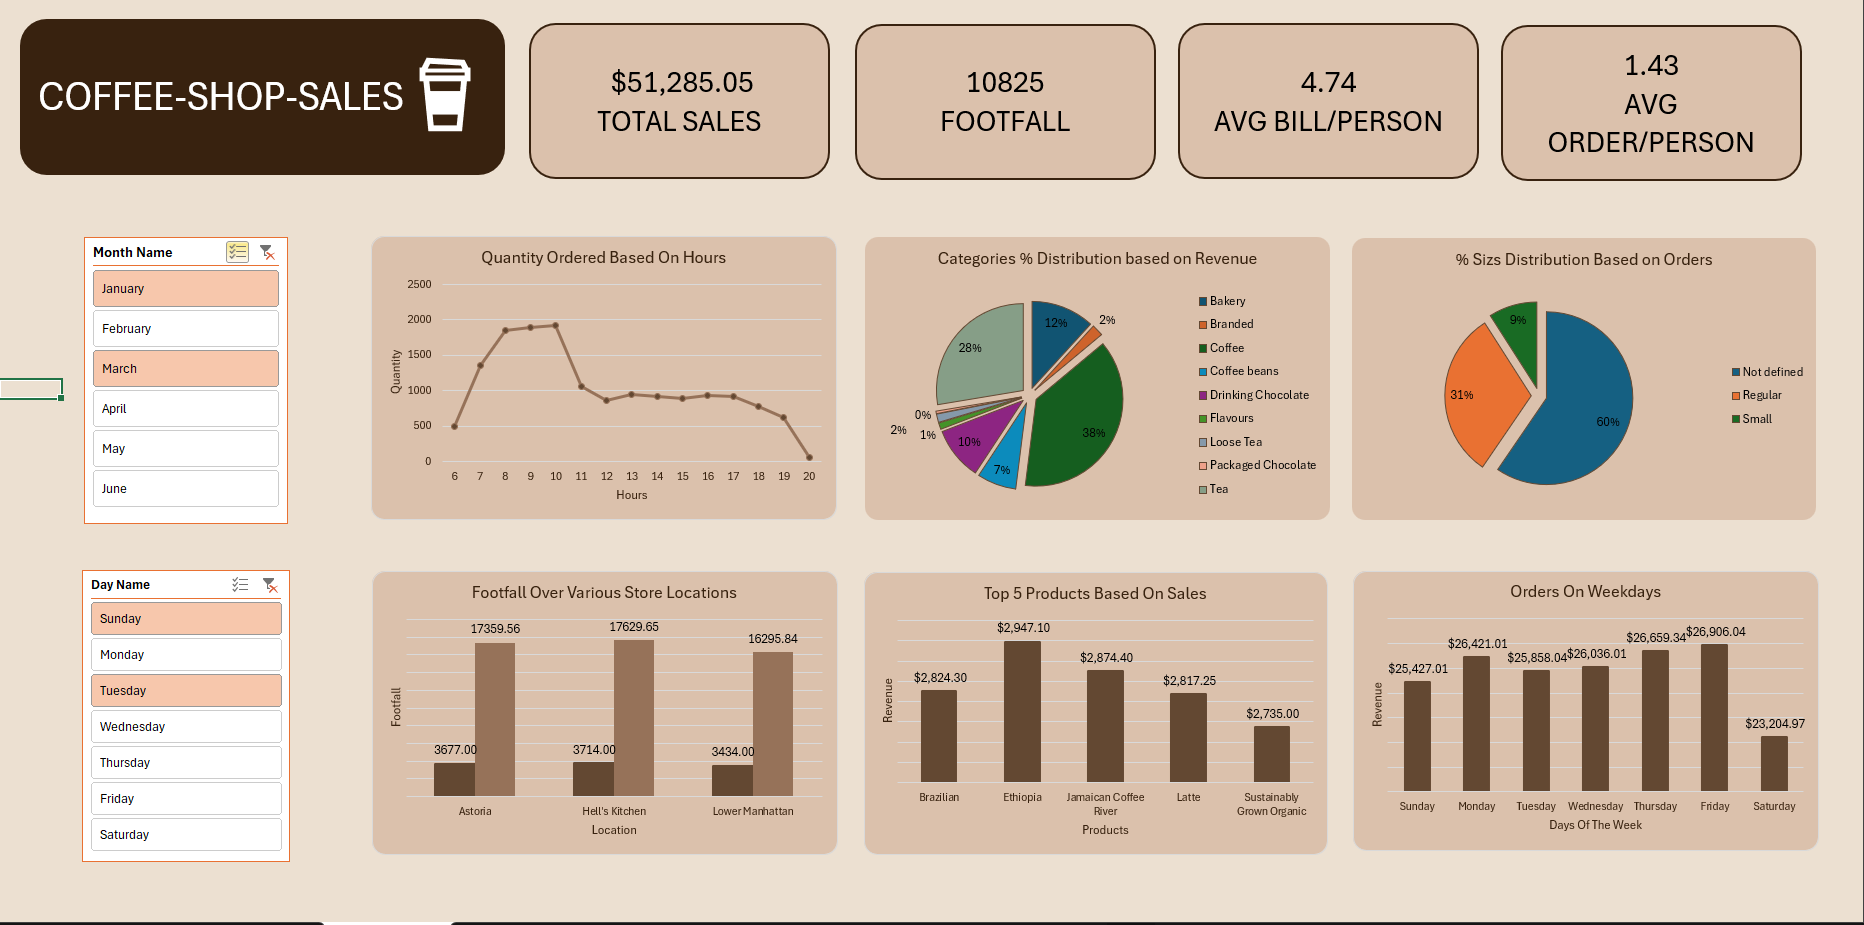 COFFEE-SHOP-SALES
$51,285.05
TOTAL SALES
10825
FOOTFALL
4.74
AVG BILL/PERSON
1.43
AVG
ORDER/PERSON
Month Name
January
February
March
April
May
June
Quantity Ordered Based On Hours
2500
2000
1500
1000
500
0
Quantity
6 7 8 9 10 11 12 13 14 15 16 17 18 19 20
Hours
Categories % Distribution based on Revenue
12%
2%
38%
7%
10%
1%
2%
0%
28%
Bakery
Branded
Coffee
Coffee beans
Drinking Chocolate
Flavours
Loose Tea
Packaged Chocolate
Tea
% Sizs Distribution Based on Orders
9%
31%
60%
Not defined
Regular
Small
Day Name
Sunday
Monday
Tuesday
Wednesday
Thursday
Friday
Saturday
Footfall Over Various Store Locations
17359.56
17629.65
16295.84
3677.00
3714.00
3434.00
Footfall
Astoria Hell's Kitchen Lower Manhattan
Location
Top 5 Products Based On Sales
$2,824.30
$2,947.10
$2,874.40
$2,817.25
$2,735.00
Revenue
Brazilian
Ethiopia
Jamaican Coffee
River
Latte
Sustainably
Grown Organic
Products
Orders On Weekdays
$25,427.01
$26,421.01
$25,858.04
$26,036.01
$26,659.34
$26,906.04
$23,204.97
Revenue
Sunday Monday Tuesday Wednesday Thursday Friday Saturday
Days Of The Week